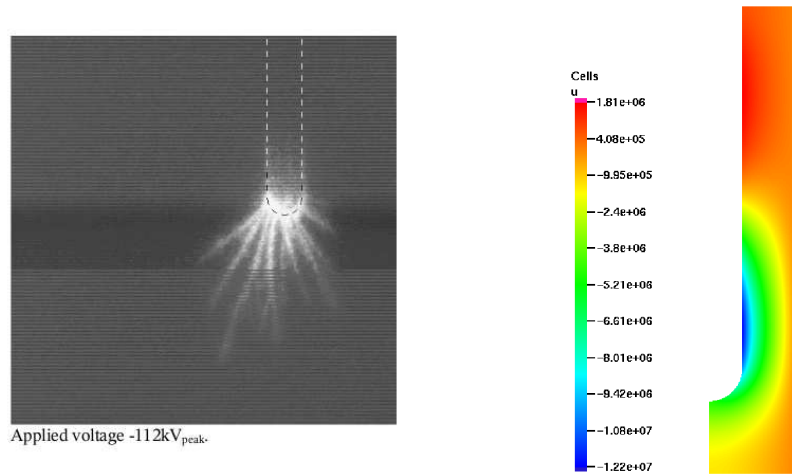 Applied voltage -112kVpeak.
Cells
u
1.81e+06
4.08e+05
-9.95e+05
-2.4e+06
-3.8e+06
-5.21e+06
-6.61e+06
-8.01e+06
-9.42e+06
-1.08e+07
-1.22e+07